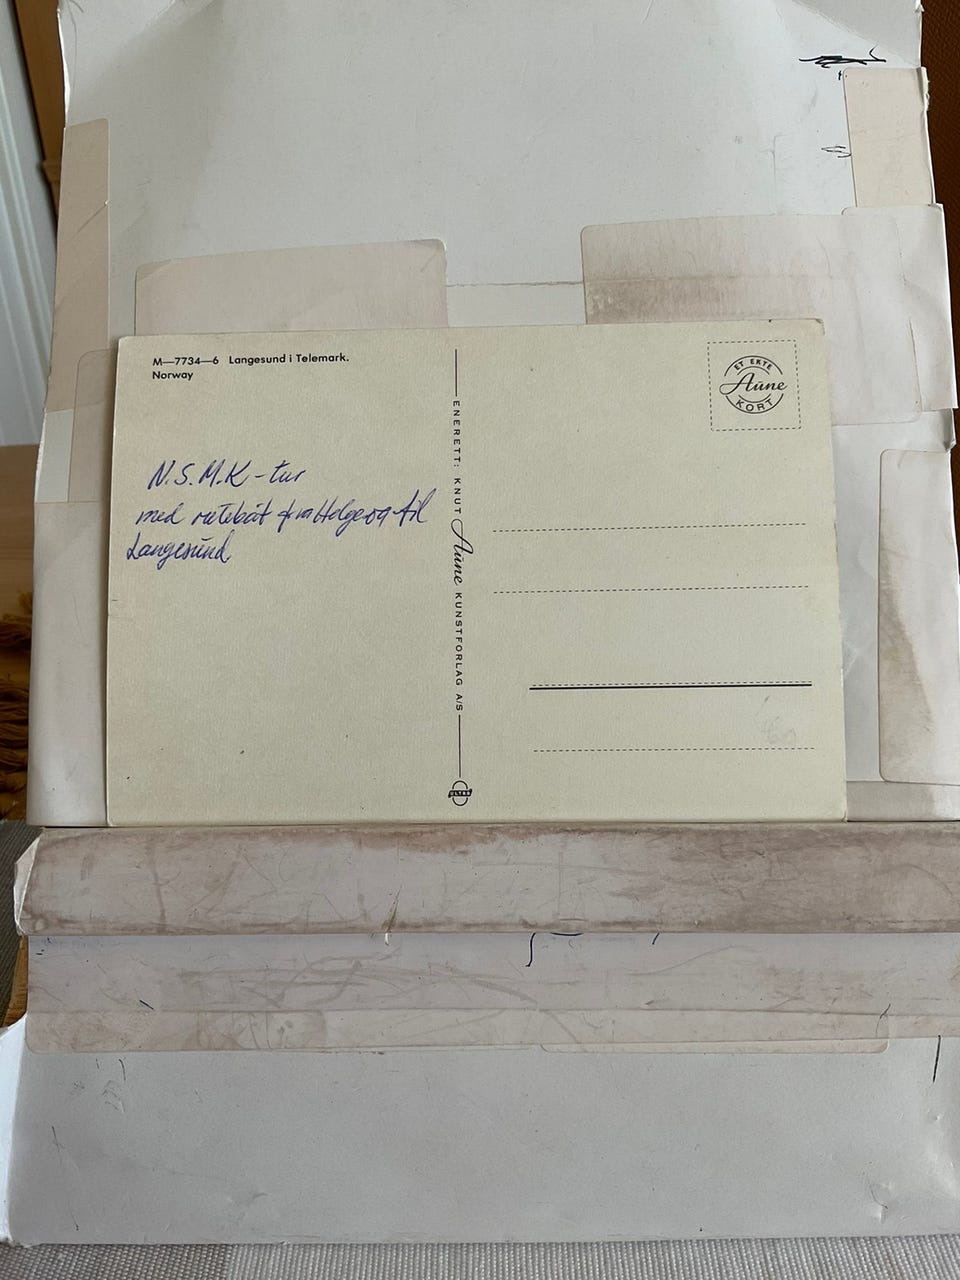 M—7734—6 Langesund i Telemark.
Norway
N.S.M.K - tur
med rutebåt fra Helgeroa til
Langesund
ENERETT: KNUT Aune KUNSTFORLAG A/S
ULTRA
ET EKTE
Aune
KORT